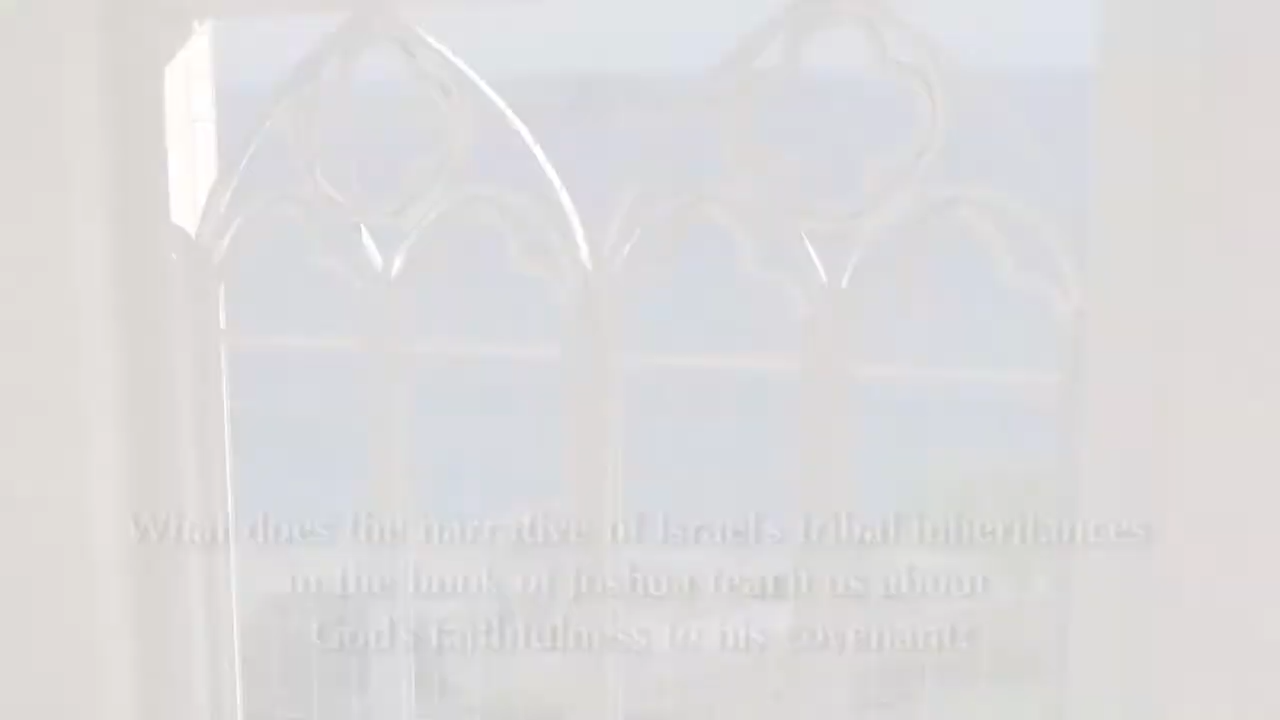 What does the narrative of Israel's tribal inheritances
in the book of Joshua teach us about
God's faithfulness to his covenant?